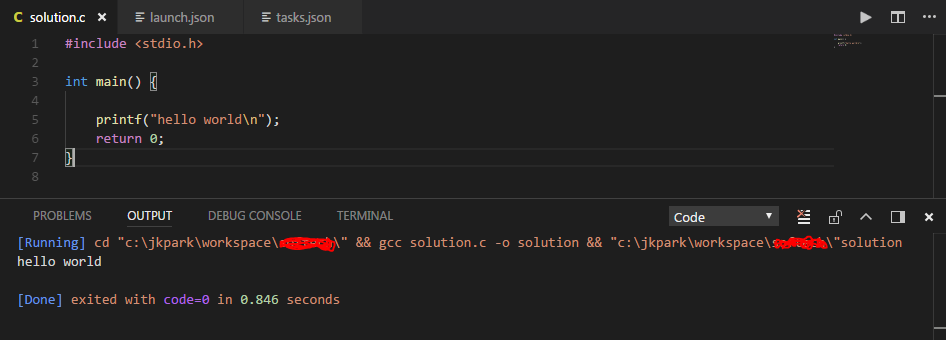 C solution.c × launch.json tasks.json
1 #include <stdio.h>
2
3 int main() {
4
5 printf("hello world\n");
6 return 0;
7 }
8
PROBLEMS OUTPUT DEBUG CONSOLE TERMINAL Code
[Running] cd "c:\jkpark\workspace\ \" && gcc solution.c -o solution && "c:\jkpark\workspace\ \"solution
hello world
[Done] exited with code=0 in 0.846 seconds